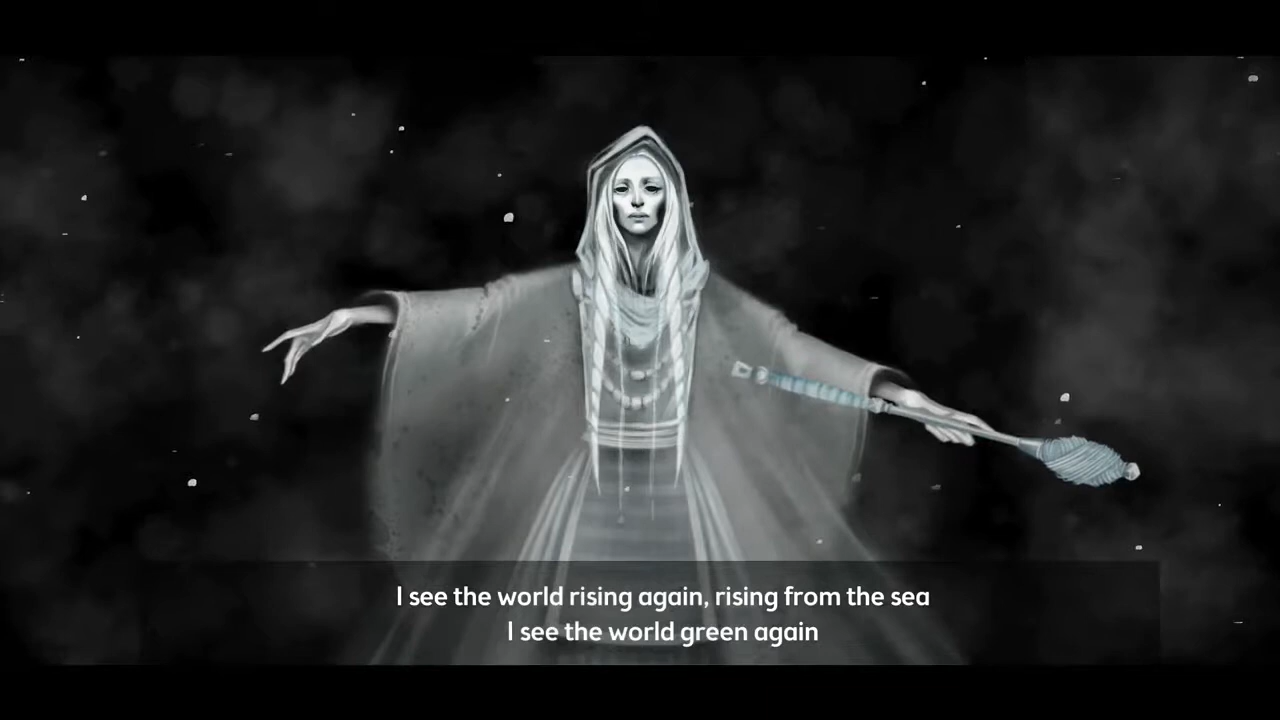 I see the world rising again, rising from the sea
I see the world green again